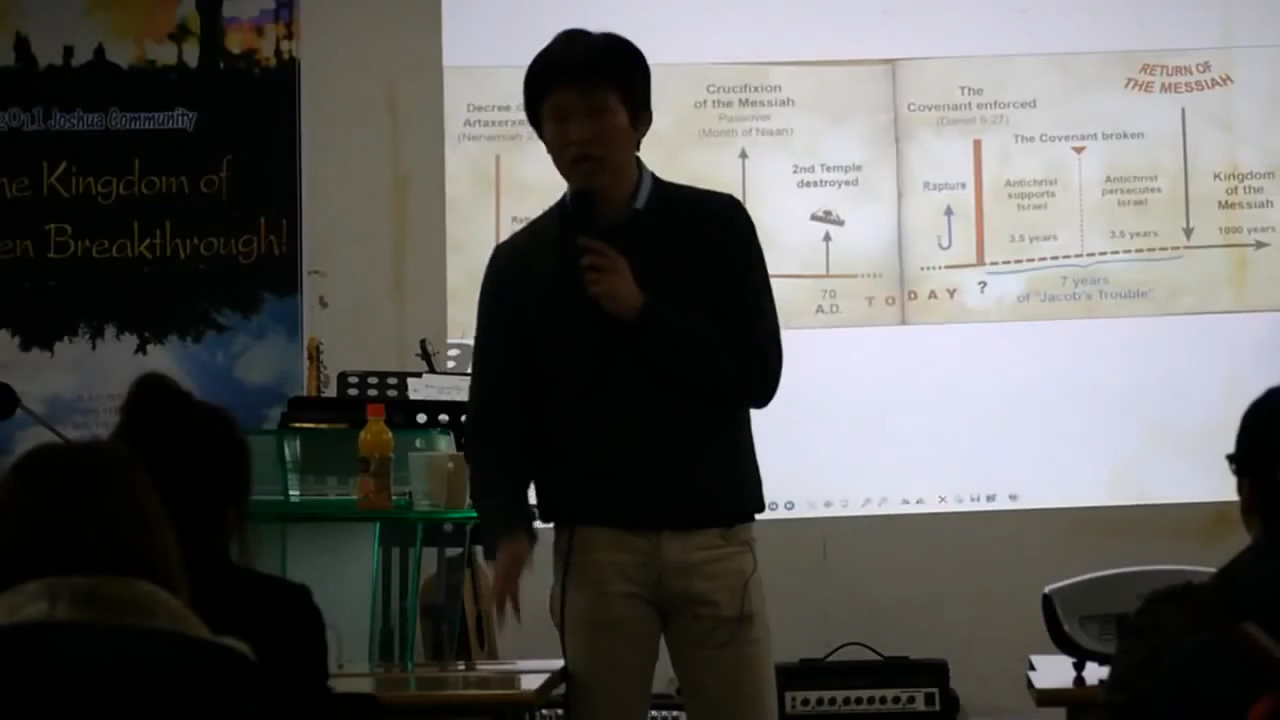 2011 Joshua Community
he Kingdom of
en Breakthrough!
Decree
(Nehemiah
Crucifixion
of the Messiah
Passover
(Month of Nisan)
2nd Temple
destroyed
70
A.D.
TODAY ?
The
Covenant enforced
(Daniel 9:27)
The Covenant broken
Rapture
Antichrist
supports
Israel
3.5 years
Antichrist
persecutes
Israel
3.5 years
7 years
of "Jacob's Trouble"
RETURN OF
THE MESSIAH
Kingdom
of the
Messiah
1000 years